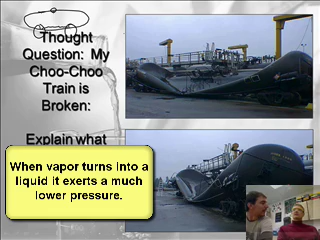 Thought
Question: My
Choo-Choo
Train is
Broken:
Explain what
When vapor turns into a
liquid it exerts a much
lower pressure.